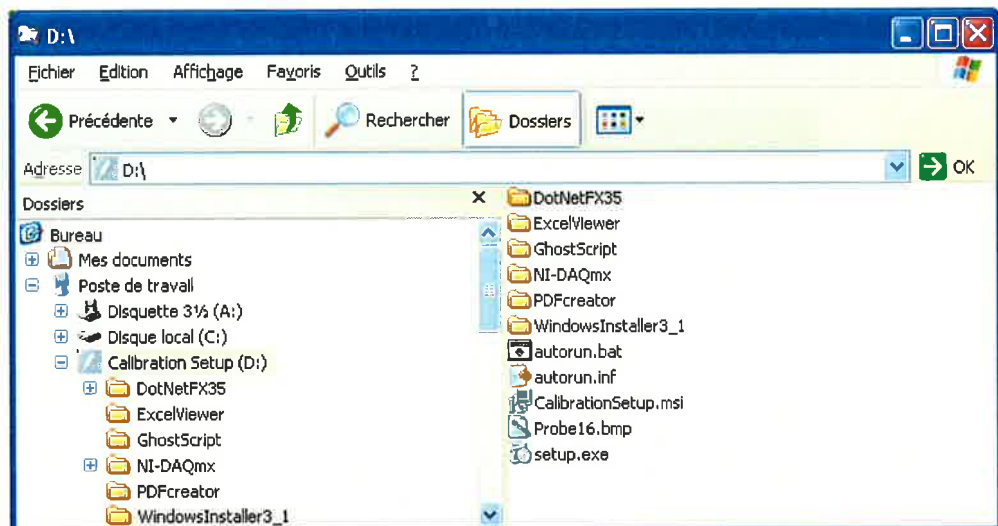 D:\
Fichier Edition Affichage Favoris Outils ?
Précédente Rechercher Dossiers
Adresse D:\ OK
Dossiers
Bureau
Mes documents
Poste de travail
Disquette 3½ (A:)
Disque local (C:)
Calibration Setup (D:)
DotNetFX35
ExcelViewer
GhostScript
NI-DAQmx
PDFcreator
WindowsInstaller3_1
DotNetFX35
ExcelViewer
GhostScript
NI-DAQmx
PDFcreator
WindowsInstaller3_1
autorun.bat
autorun.inf
CalibrationSetup.msi
Probe16.bmp
setup.exe